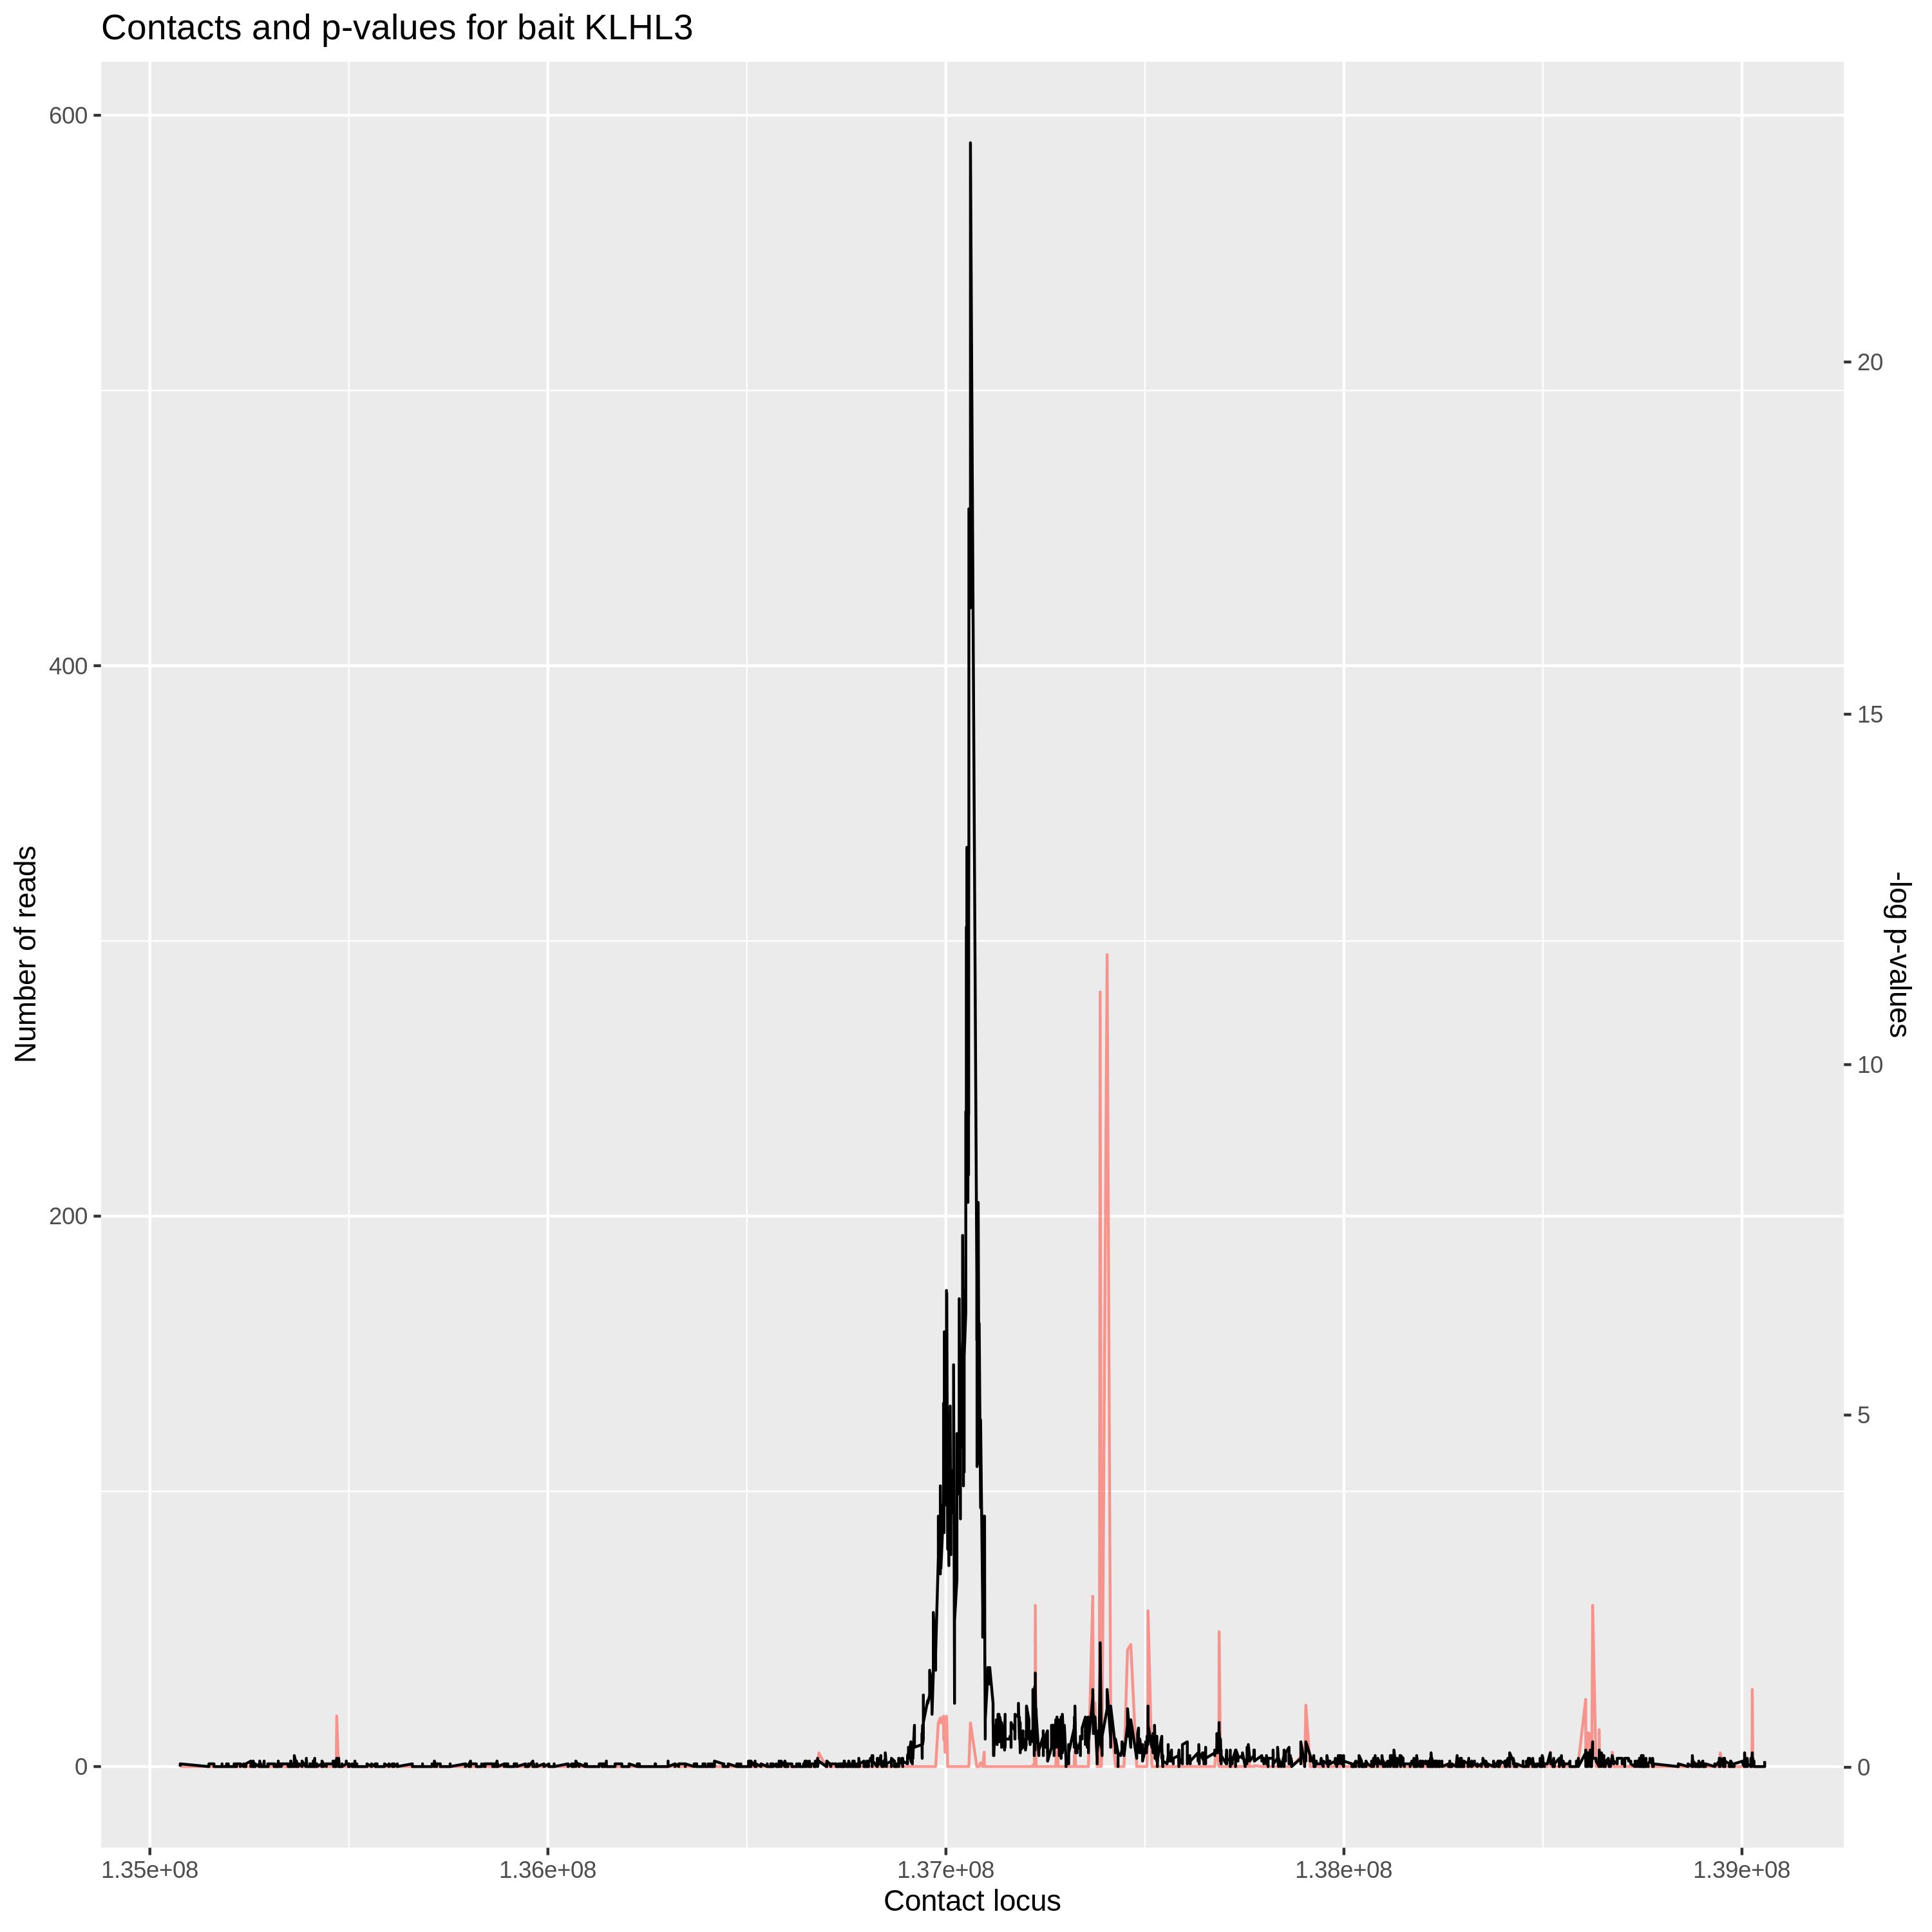 Contacts and p-values for bait KLHL3
600
400
200
0
Number of reads
20
15
10
5
0
-log p-values
1.35e+08 1.36e+08 1.37e+08 1.38e+08 1.39e+08
Contact locus